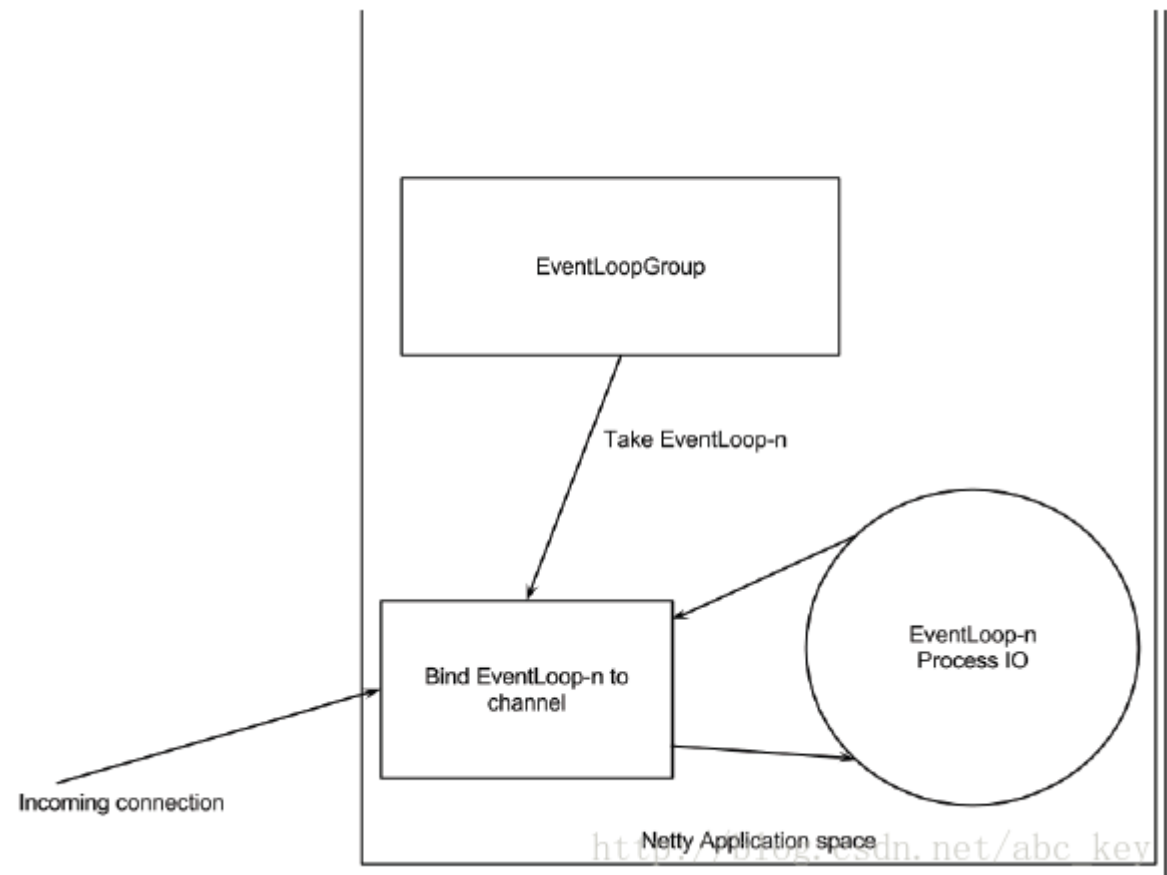 EventLoopGroup
Take EventLoop-n
EventLoop-n
Process IO
Bind EventLoop-n to
channel
Incoming connection
Netty Application space
http://blog.csdn.net/abc_key